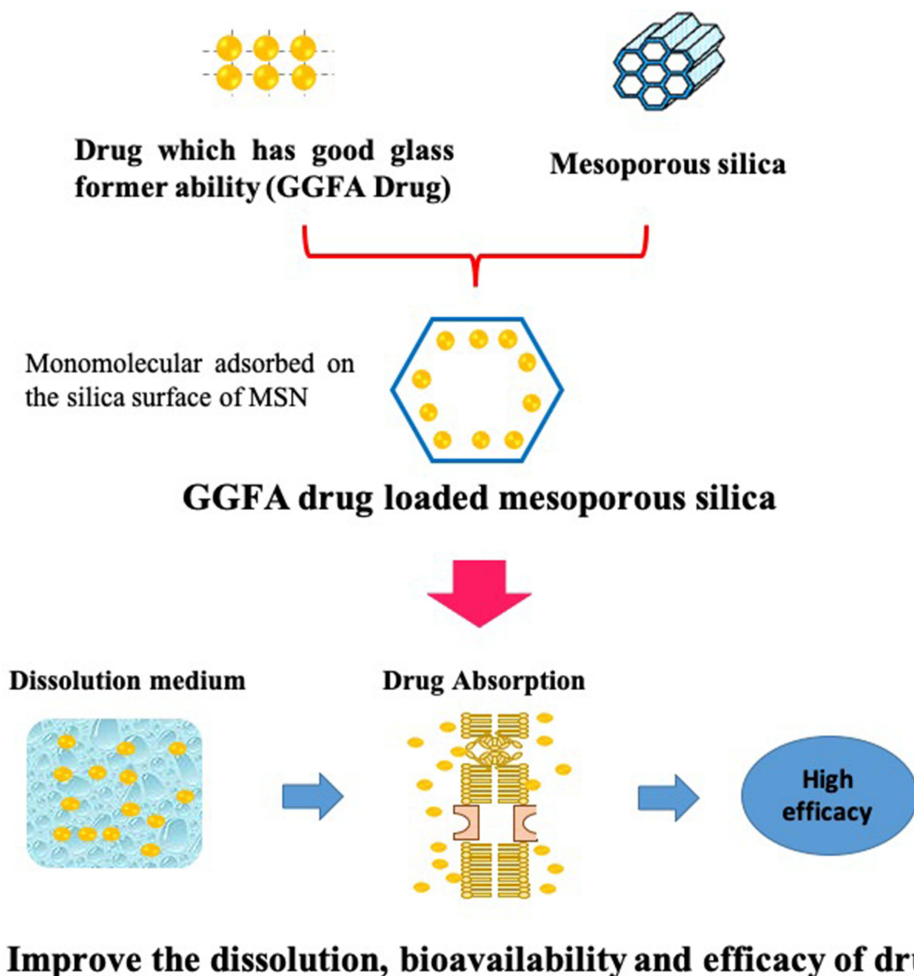 Drug which has good glass
former ability (GGFA Drug)
Mesoporous silica
Monomolecular adsorbed on
the silica surface of MSN
GGFA drug loaded mesoporous silica
Dissolution medium
Drug Absorption
High
efficacy
Improve the dissolution, bioavailability and efficacy of